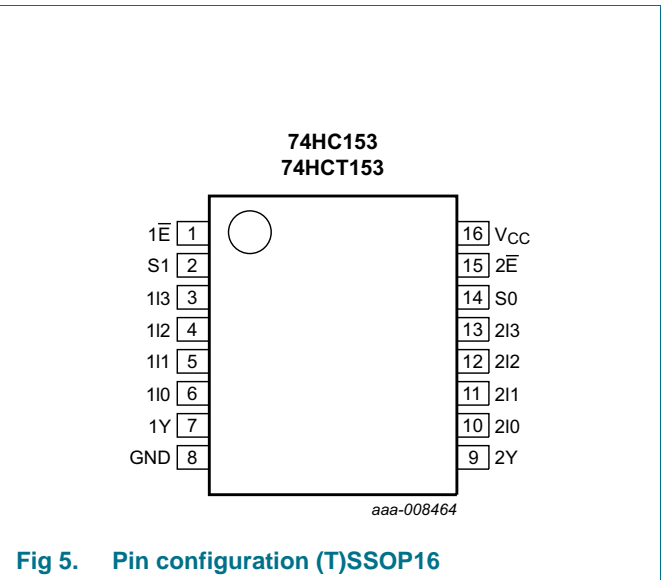 74HC153
74HCT153
1E̅ 1 16 VCC
S1 2 15 2E̅
1I3 3 14 S0
1I2 4 13 2I3
1I1 5 12 2I2
1I0 6 11 2I1
1Y 7 10 2I0
GND 8 9 2Y
aaa-008464
Fig 5. Pin configuration (T)SSOP16